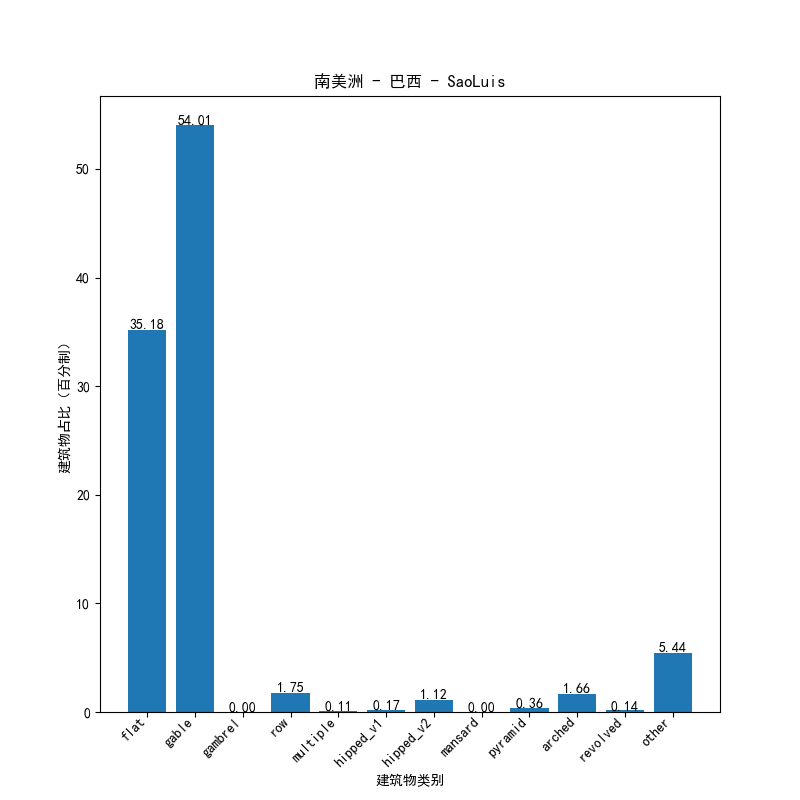 南美洲 - 巴西 - SaoLuis
建筑物占比（百分制）
50
40
30
20
10
0
35.18
54.01
0.00
1.75
0.11
0.17
1.12
0.00
0.36
1.66
0.14
5.44
flat
gable
gambrel
row
multiple
hipped_v1
hipped_v2
mansard
pyramid
arched
revolved
other
建筑物类别